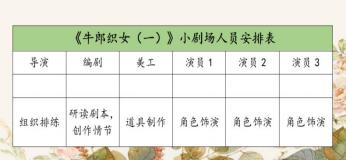 《牛郎织女（一）》小剧场人员安排表
导演 编剧 美工 演员1 演员2 演员3
组织排练 研读剧本，创作情节 道具制作 角色饰演 角色饰演 角色饰演